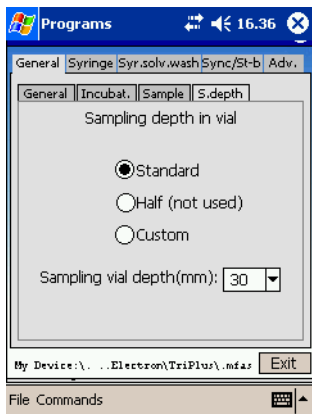 Programs 16.36
General Syringe Syr.solv.wash Sync/St-b Adv.
General Incubat. Sample S.depth
Sampling depth in vial
Standard
Half (not used)
Custom
Sampling vial depth(mm): 30
My Device:\. ..Electron\TriPlus\.mfas Exit
File Commands